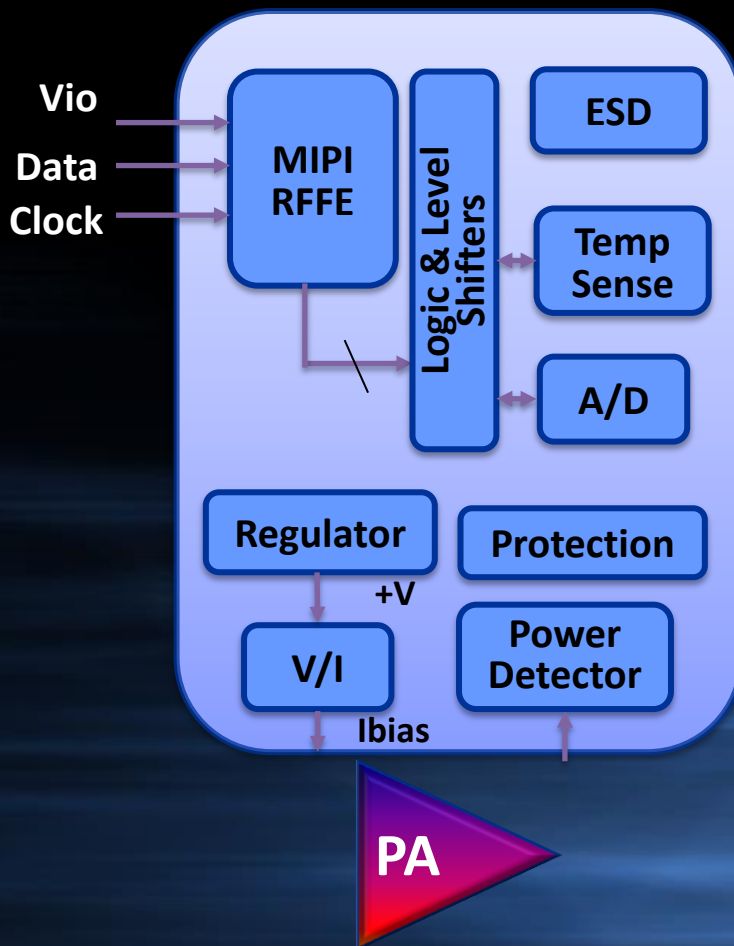 Vio
Data
Clock
MIPI
RFFE
Logic & Level
Shifters
ESD
Temp
Sense
A/D
Regulator
Protection
+V
V/I
Power
Detector
Ibias
PA